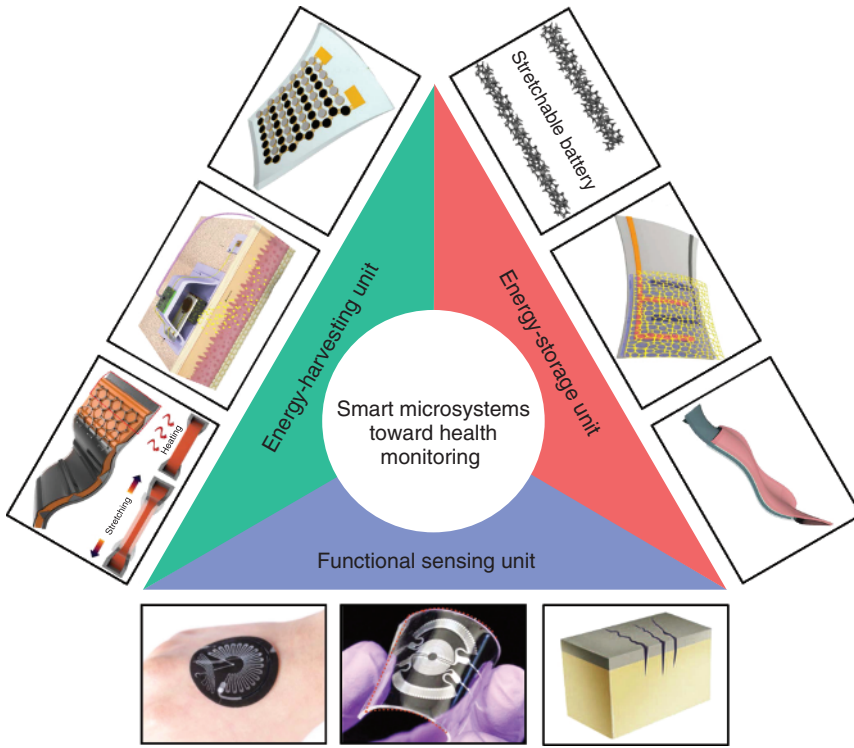 Stretchable battery
Energy-harvesting unit
Energy-storage unit
Smart microsystems
toward health
monitoring
Heating
Stretching
Functional sensing unit